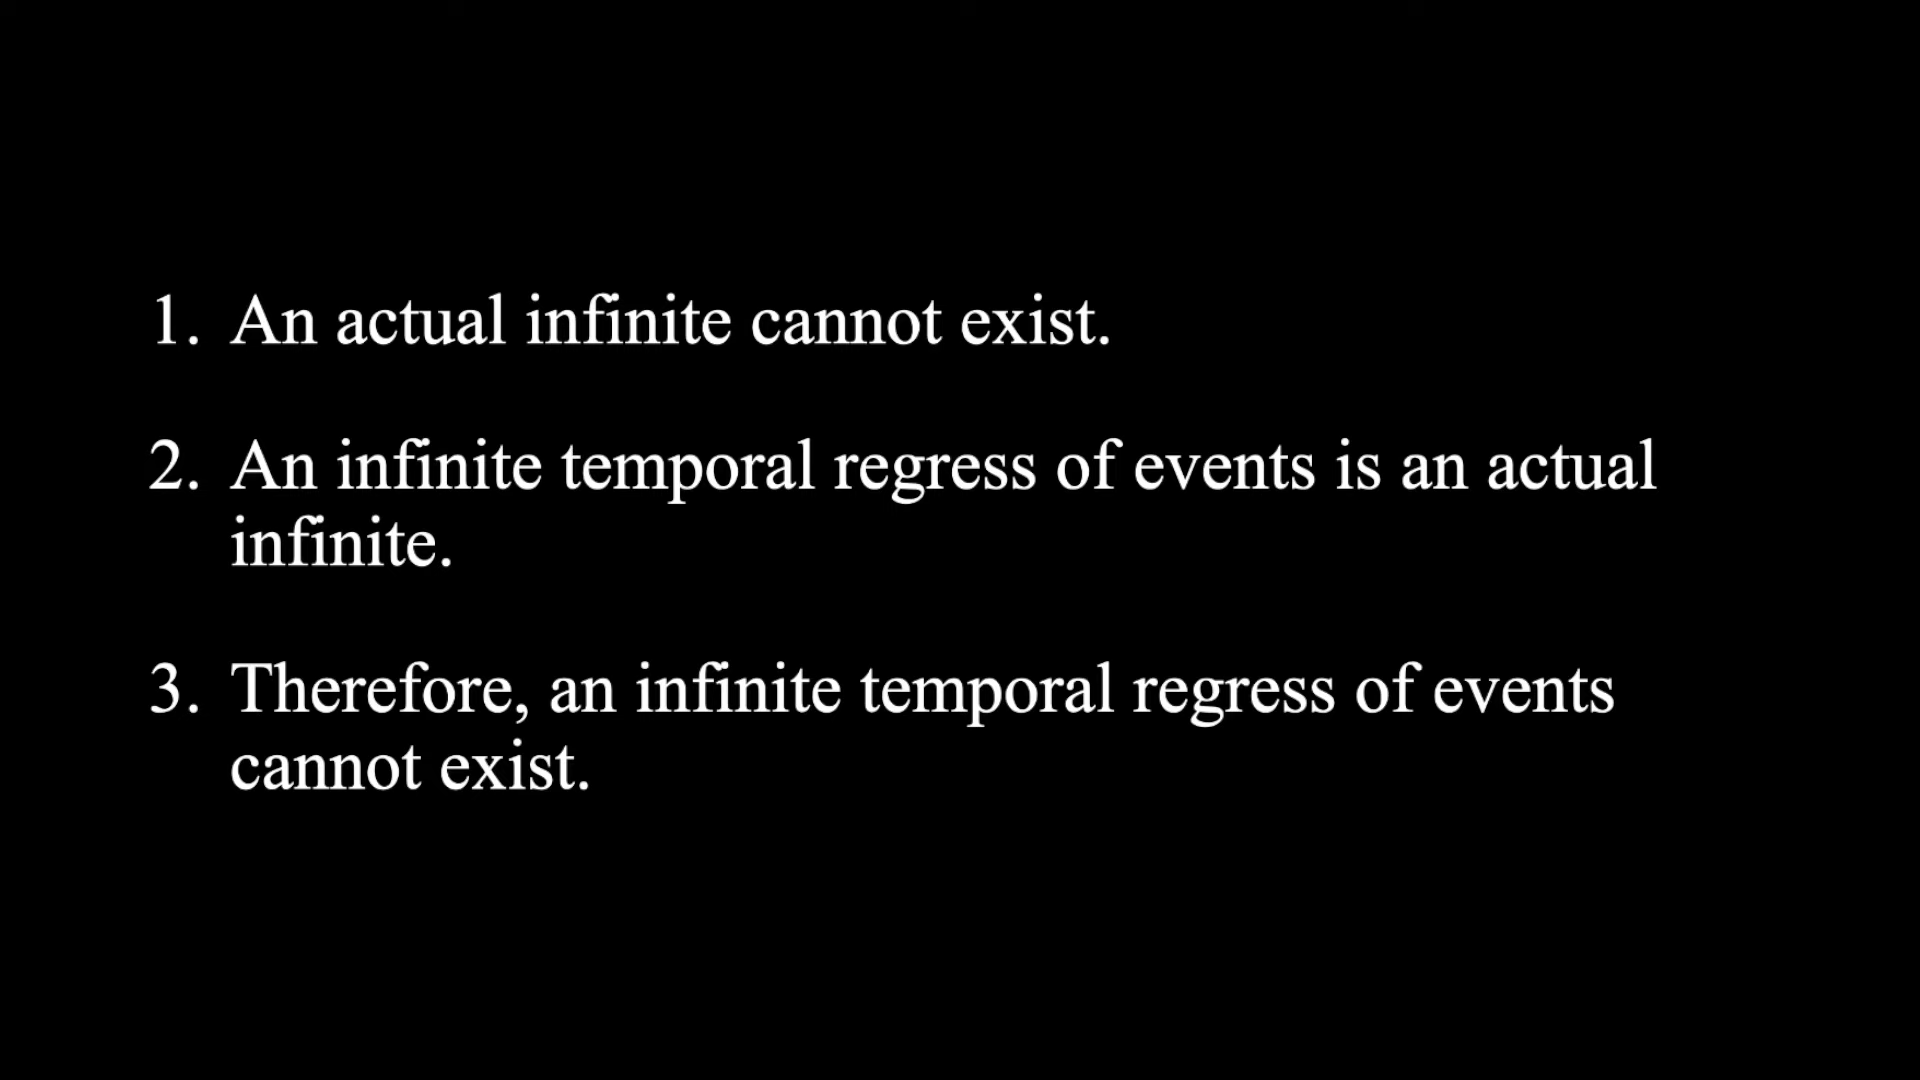 1. An actual infinite cannot exist.
2. An infinite temporal regress of events is an actual
infinite.
3. Therefore, an infinite temporal regress of events
cannot exist.